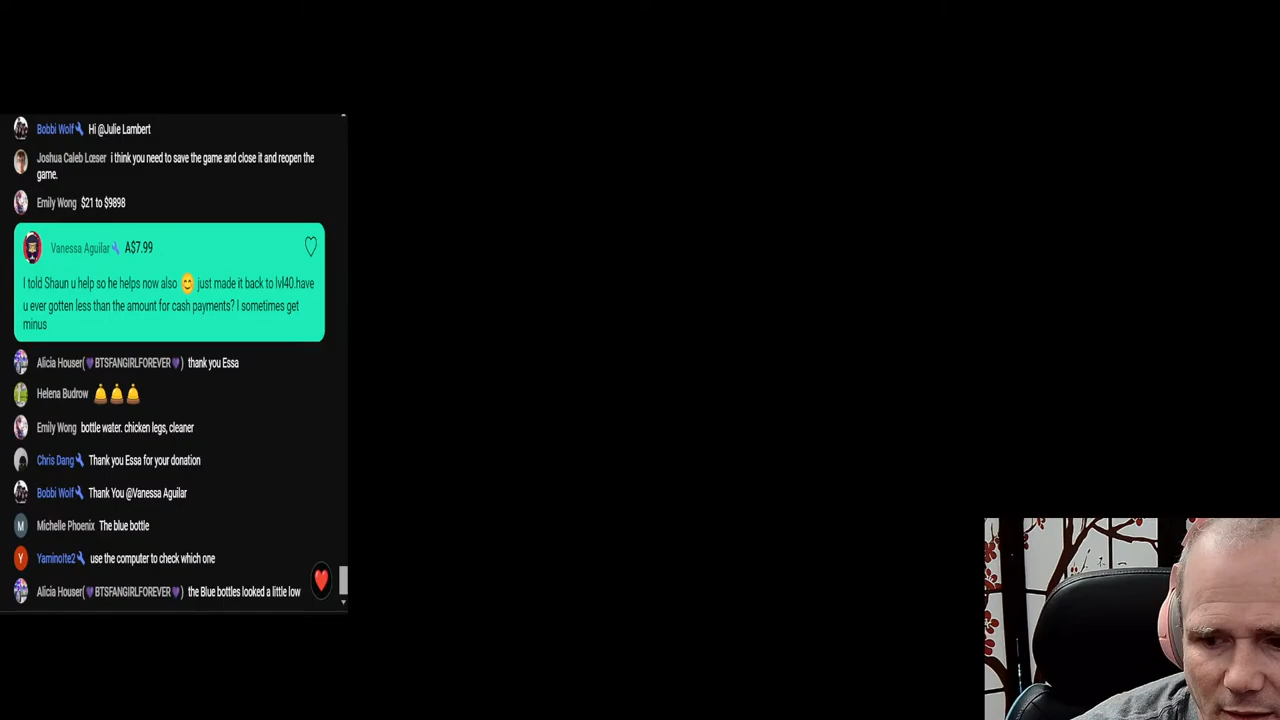 Bobbi Wolf Hi @Julie Lambert
Joshua Caleb Lœser i think you need to save the game and close it and reopen the
game.
Emily Wong $21 to $9898
Vanessa Aguilar A$7.99
I told Shaun u help so he helps now also 😊 just made it back to lvl40.have
u ever gotten less than the amount for cash payments? I sometimes get
minus
Alicia Houser(💜BTSFANGIRLFOREVER💜) thank you Essa
Helena Budrow 🛎️🛎️🛎️
Emily Wong bottle water. chicken legs, cleaner
Chris Dang Thank you Essa for your donation
Bobbi Wolf Thank You @Vanessa Aguilar
M Michelle Phoenix The blue bottle
Y Yaminolte2 use the computer to check which one
Alicia Houser(💜BTSFANGIRLFOREVER💜) the Blue bottles looked a little low